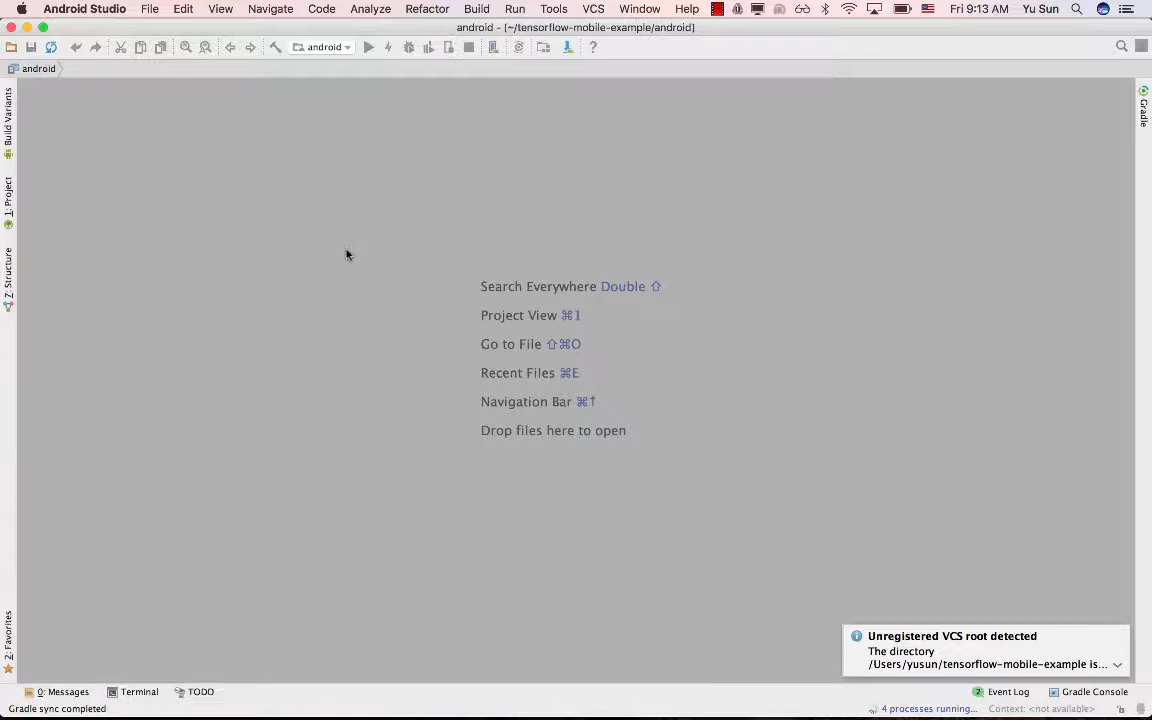 Android Studio File Edit View Navigate Code Analyze Refactor Build Run Tools VCS Window Help Fri 9:13 AM Yu Sun
android - [~/tensorflow-mobile-example/android]
android
android
Build Variants
1: Project
Z: Structure
2: Favorites
Gradle
Search Everywhere Double ⇧
Project View ⌘1
Go to File ⇧⌘O
Recent Files ⌘E
Navigation Bar ⌘↑
Drop files here to open
Unregistered VCS root detected
The directory
/Users/yusun/tensorflow-mobile-example is...
0: Messages Terminal TODO 2 Event Log Gradle Console
Gradle sync completed 4 processes running... Context: <not available>